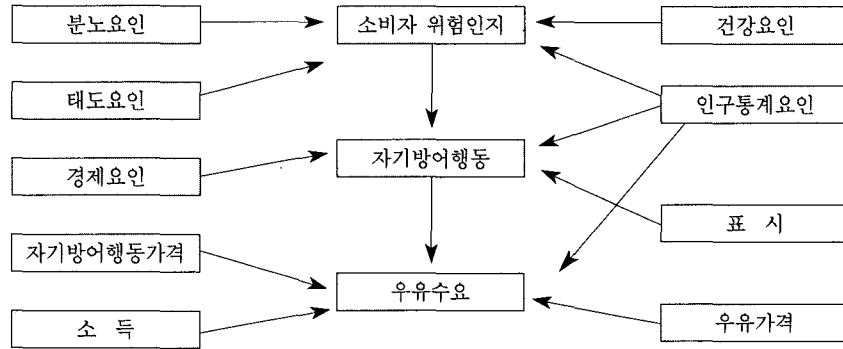 분노요인
소비자 위험인지
건강요인
태도요인
인구통계요인
자기방어행동
경제요인
표 시
자기방어행동가격
우유수요
소 득
우유가격